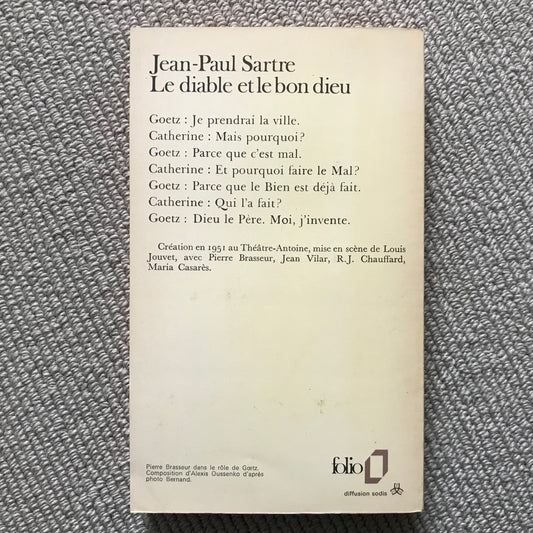 Jean-Paul Sartre
Le diable et le bon dieu
Goetz : Je prendrai la ville.
Catherine : Mais pourquoi?
Goetz : Parce que c'est mal.
Catherine : Et pourquoi faire le Mal?
Goetz : Parce que le Bien est déjà fait.
Catherine : Qui l'a fait?
Goetz : Dieu le Père. Moi, j'invente.
Création en 1951 au Théâtre-Antoine, mise en scène de Louis
Jouvet, avec Pierre Brasseur, Jean Vilar, R.J. Chauffard,
Maria Casarès.
Pierre Brasseur dans le rôle de Gœtz.
Composition d'Alexis Oussenko d'après
photo Bernand.
folio
diffusion sodis